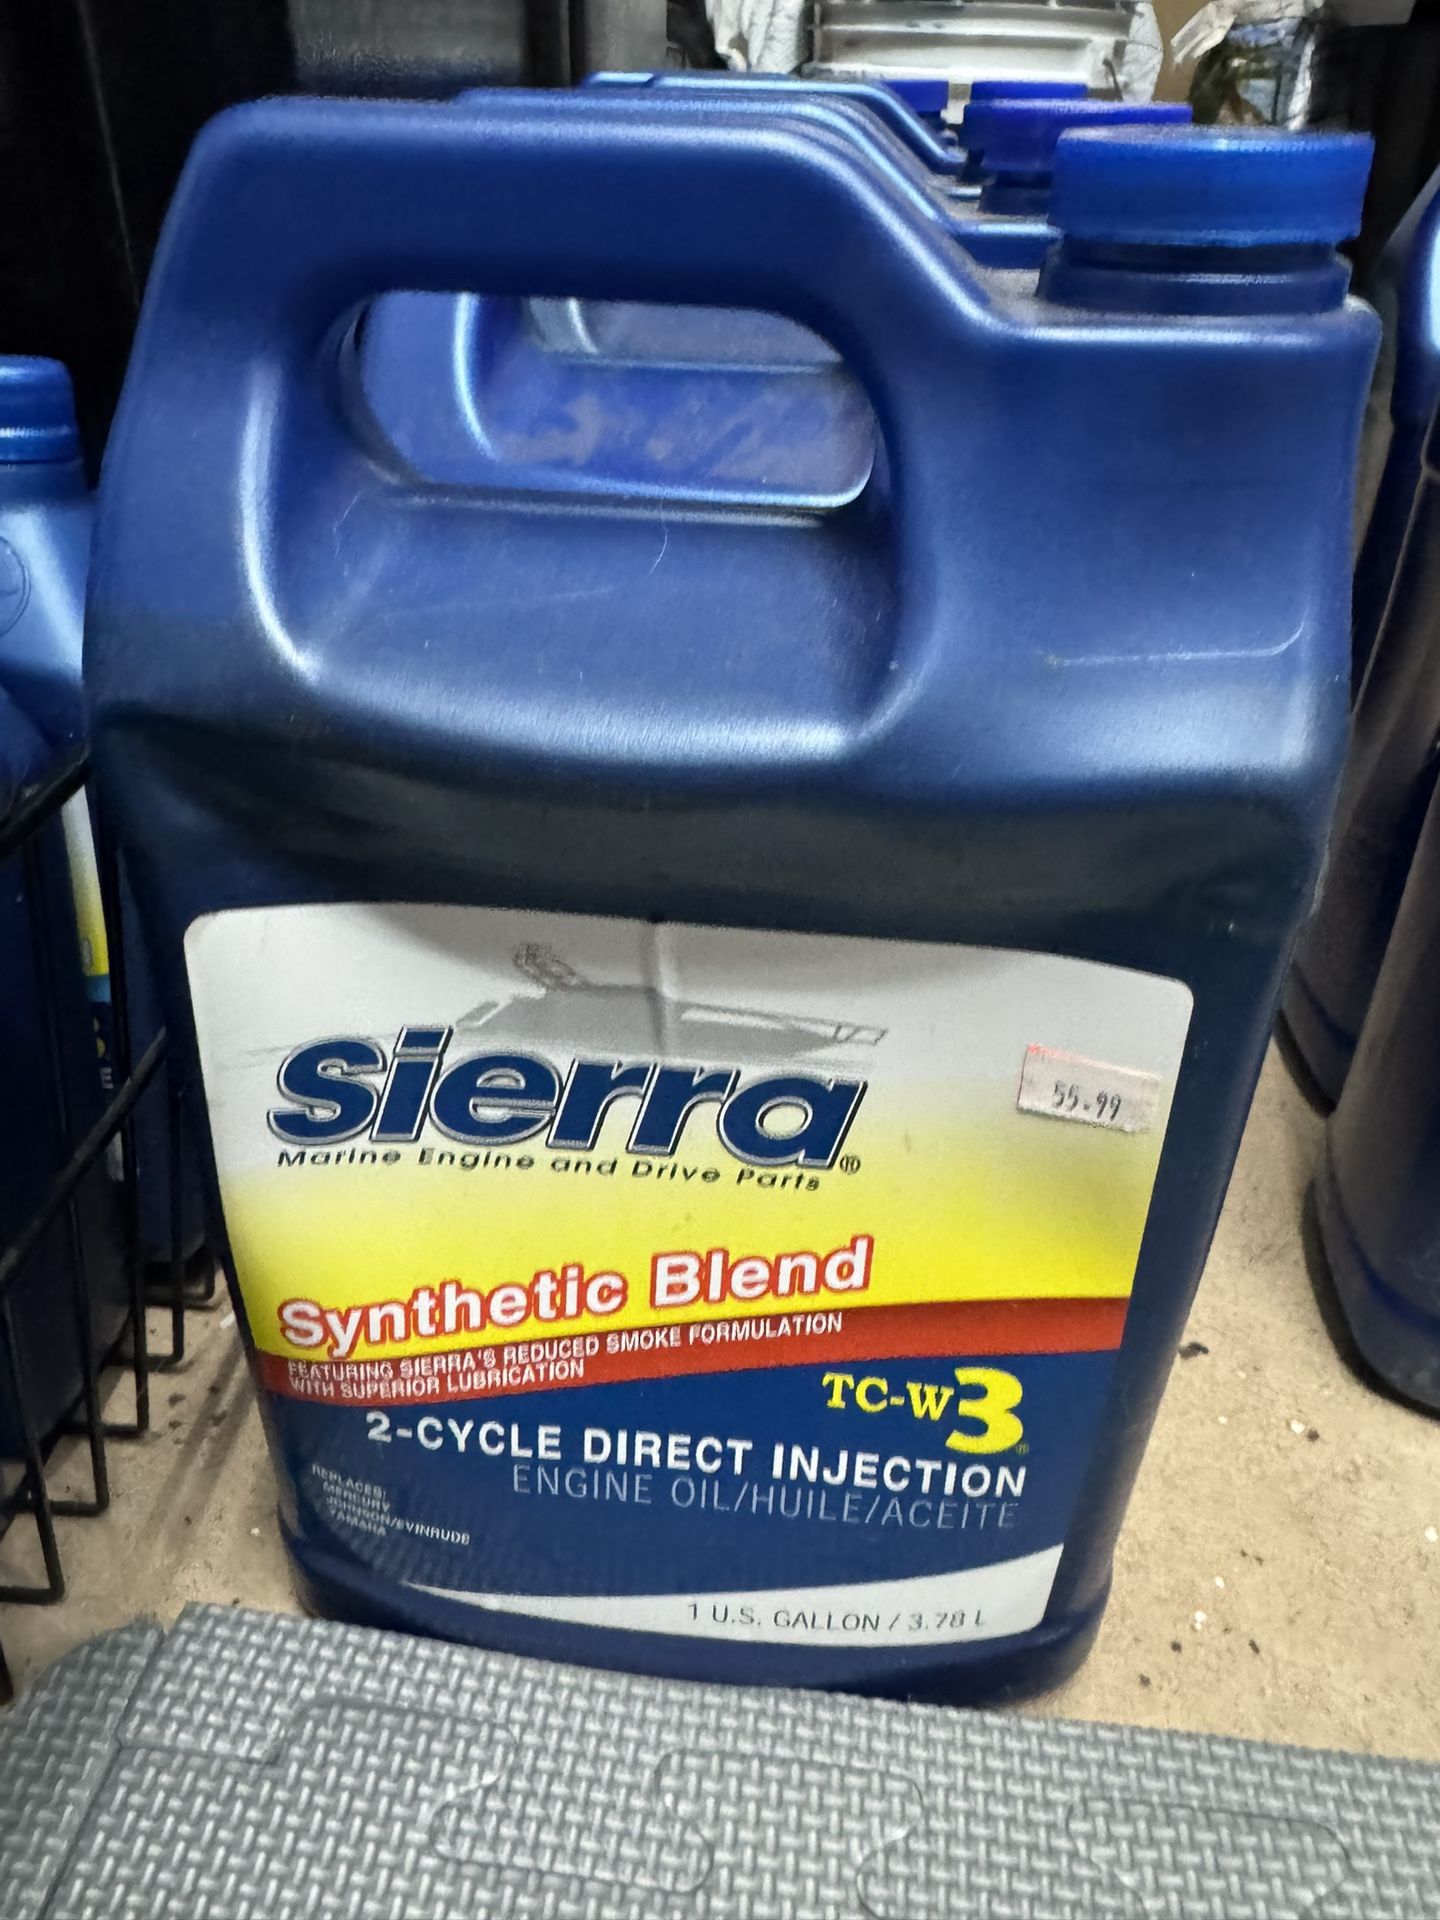 Sierra®
Marine Engine and Drive Parts
55.99
Synthetic Blend
FEATURING SIERRA'S REDUCED SMOKE FORMULATION
WITH SUPERIOR LUBRICATION
TC-W3®
2-CYCLE DIRECT INJECTION
ENGINE OIL/HUILE/ACEITE
REPLACES:
MERCURY
JOHNSON/EVINRUDE
YAMAHA
1 U.S. GALLON / 3.78 L